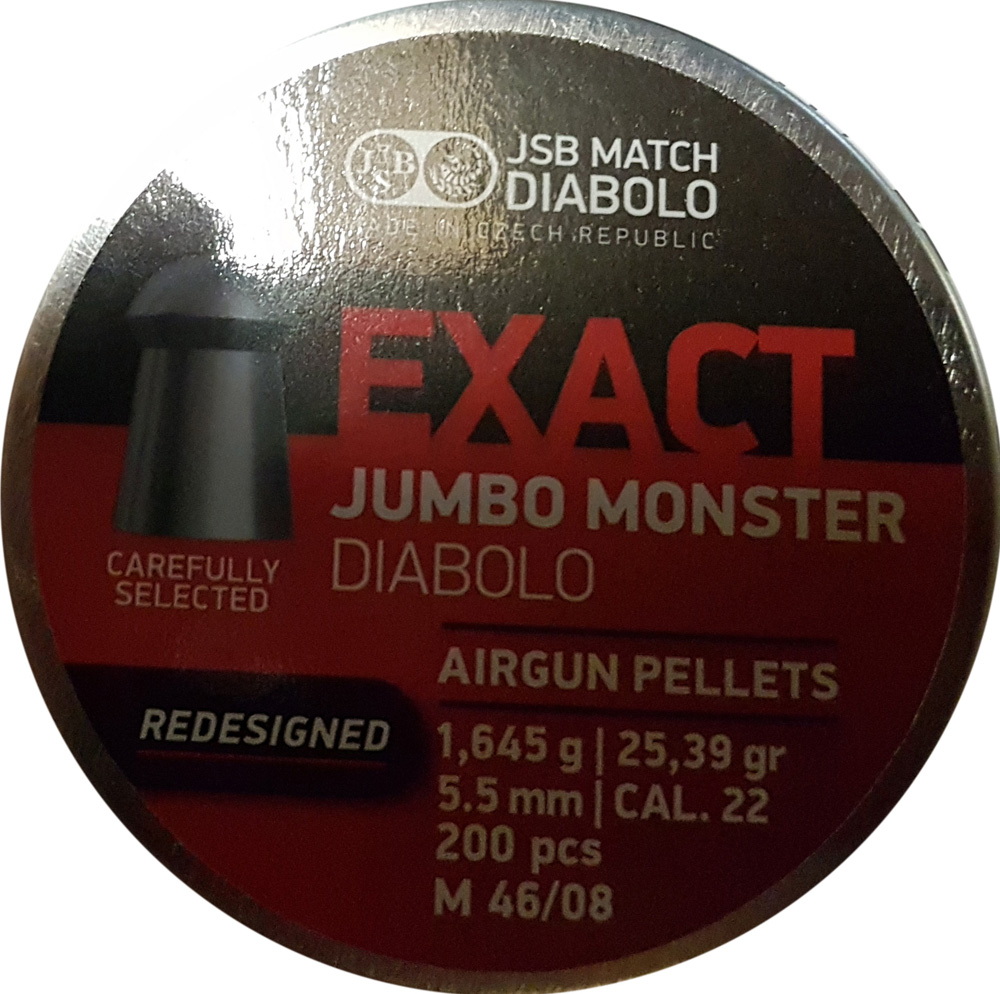 JSB
JSB MATCH
DIABOLO
MADE IN CZECH REPUBLIC
EXACT
JUMBO MONSTER
DIABOLO
CAREFULLY
SELECTED
AIRGUN PELLETS
REDESIGNED
1,645 g | 25,39 gr
5.5 mm | CAL. 22
200 pcs
M 46/08